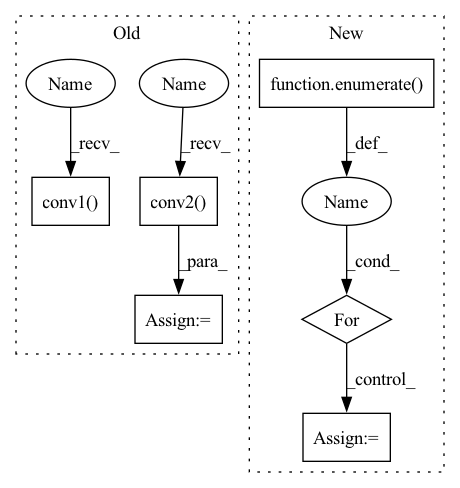 Old
New
Name
Name
function.enumerate()
_recv_
_recv_
_def_
conv1()
conv2()
Name
_para_
_cond_
Assign:=
For
_control_
Assign:=